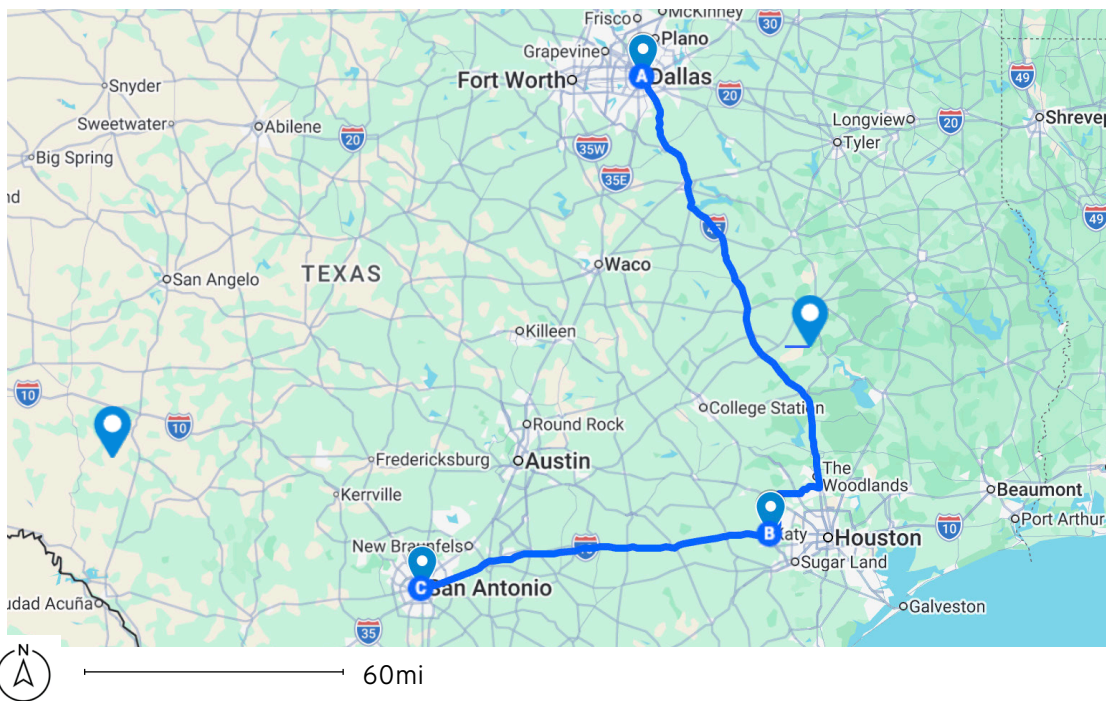 Frisco
McKinney
30
Grapevine
Plano
Fort Worth
A
Dallas
49
Snyder
20
Sweetwater
Abilene
20
Longview
20
Shrevep
35W
Tyler
Big Spring
35E
nd
49
Waco
San Angelo
TEXAS
Killeen
10
College Station
10
Round Rock
Fredericksburg
Austin
The
Woodlands
Kerrville
Beaumont
Port Arthur
10
B
Katy
Houston
New Braunfels
Sugar Land
C
San Antonio
udad Acuña
Galveston
35
N
60mi